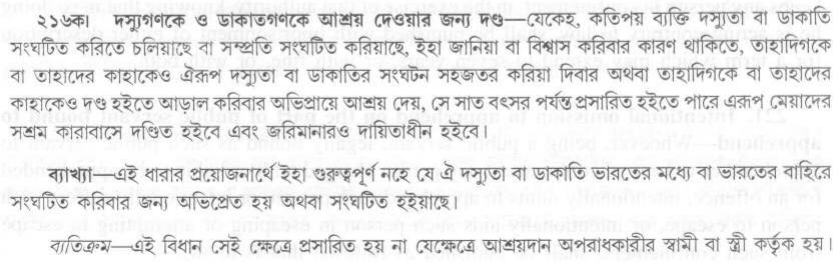 ২১৬ক। দস্যুগণকে ও ডাকাতগণকে আশ্রয় দেওয়ার জন্য দণ্ড—যেকেহ, কতিপয় ব্যক্তি দস্যুতা বা ডাকাতি
সংঘটিত করিতে চলিয়াছে বা সম্প্রতি সংঘটিত করিয়াছে, ইহা জানিয়া বা বিশ্বাস করিবার কারণ থাকিতে, তাহাদিগকে
বা তাহাদের কাহাকেও ঐরূপ দস্যুতা বা ডাকাতির সংঘটন সহজতর করিয়া দিবার অথবা তাহাদিগকে বা তাহাদের
কাহাকেও দণ্ড হইতে আড়াল করিবার অভিপ্রায়ে আশ্রয় দেয়, সে সাত বৎসর পর্যন্ত প্রসারিত হইতে পারে এরূপ মেয়াদের
সশ্রম কারাবাসে দণ্ডিত হইবে এবং জরিমানারও দায়িতাধীন হইবে।
ব্যাখ্যা—এই ধারার প্রয়োজনার্থে ইহা গুরুত্বপূর্ণ নহে যে ঐ দস্যুতা বা ডাকাতি ভারতের মধ্যে বা ভারতের বাহিরে
সংঘটিত করিবার জন্য অভিপ্রেত হয় অথবা সংঘটিত হইয়াছে।
ব্যতিক্রম—এই বিধান সেই ক্ষেত্রে প্রসারিত হয় না যেক্ষেত্রে আশ্রয়দান অপরাধকারীর স্বামী বা স্ত্রী কর্তৃক হয়।